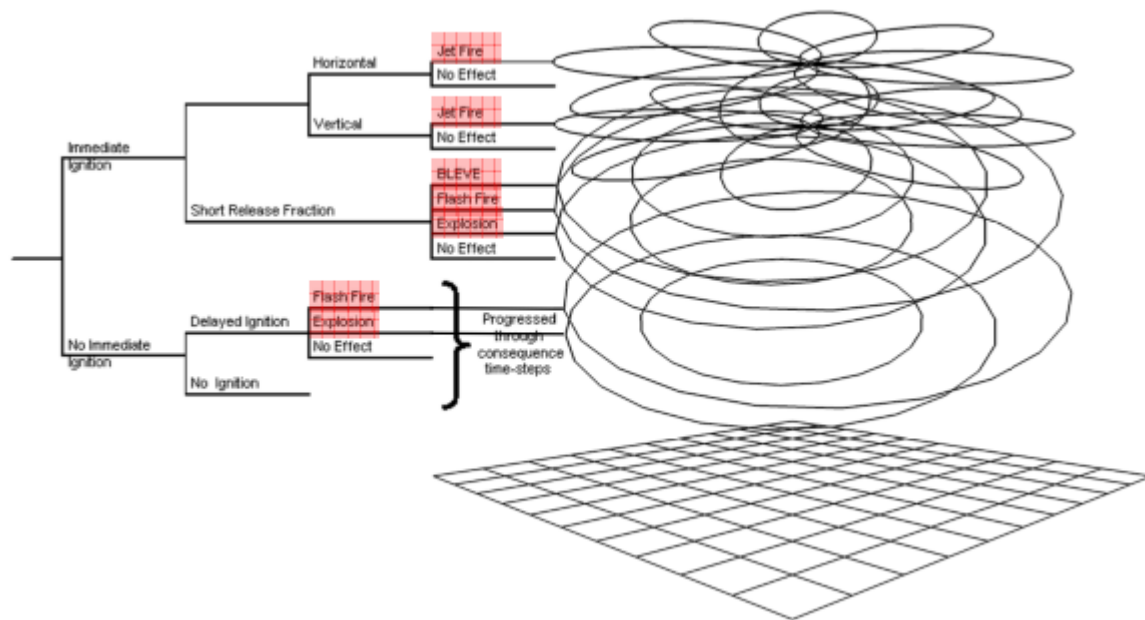 Jet Fire
Horizontal
No Effect
Jet Fire
Vertical
No Effect
Immediate
Ignition
BLEVE
Flash Fire
Short Release Fraction
Explosion
No Effect
Flash Fire
Delayed Ignition
Explosion
Progressed
through
consequence
time-steps
No Immediate
Ignition
No Effect
No Ignition